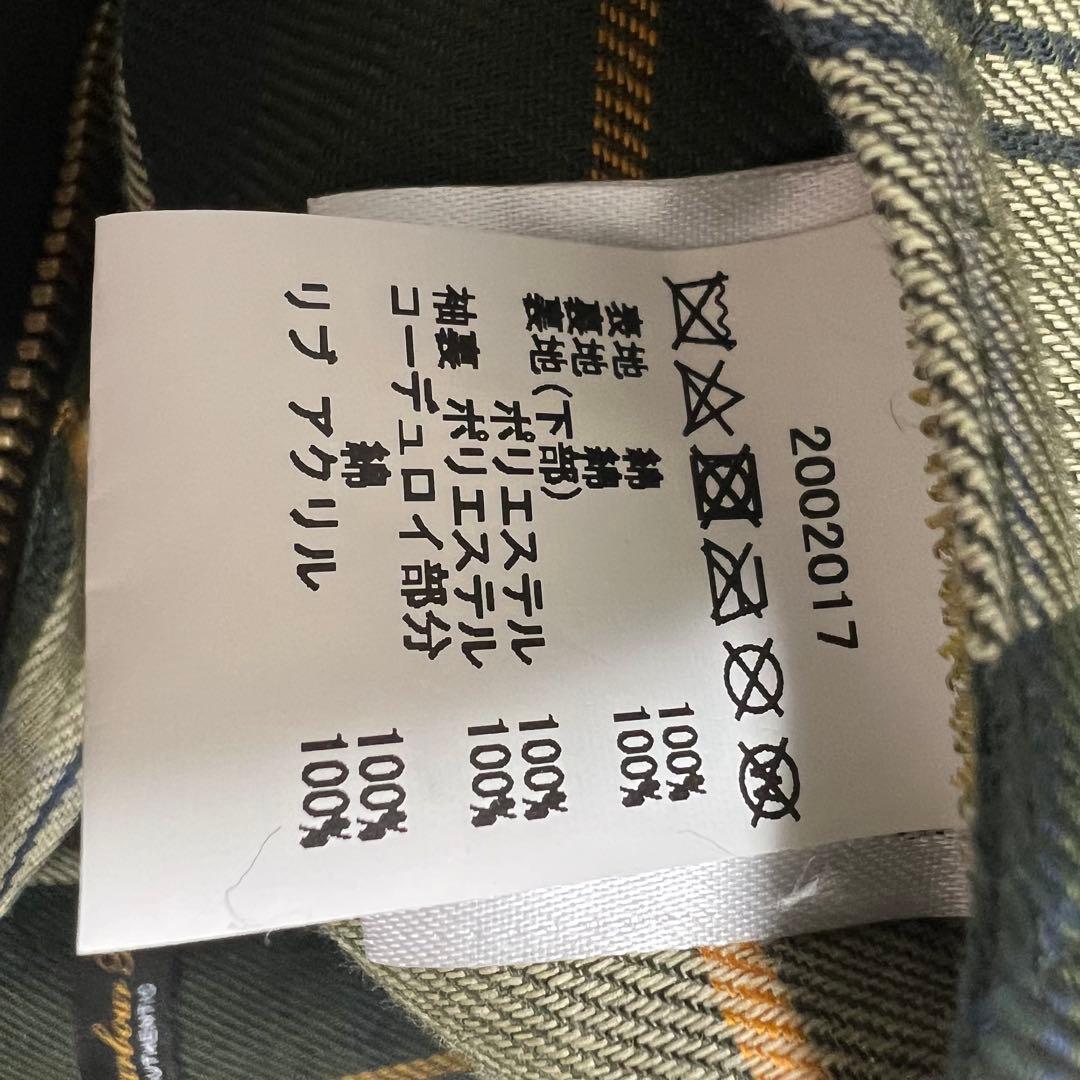 2002017
表地 綿 100%
裏地 綿 100%
裏地(下部)
ポリエステル 100%
袖裏 ポリエステル 100%
コーデュロイ部分
綿 100%
リブ アクリル 100%